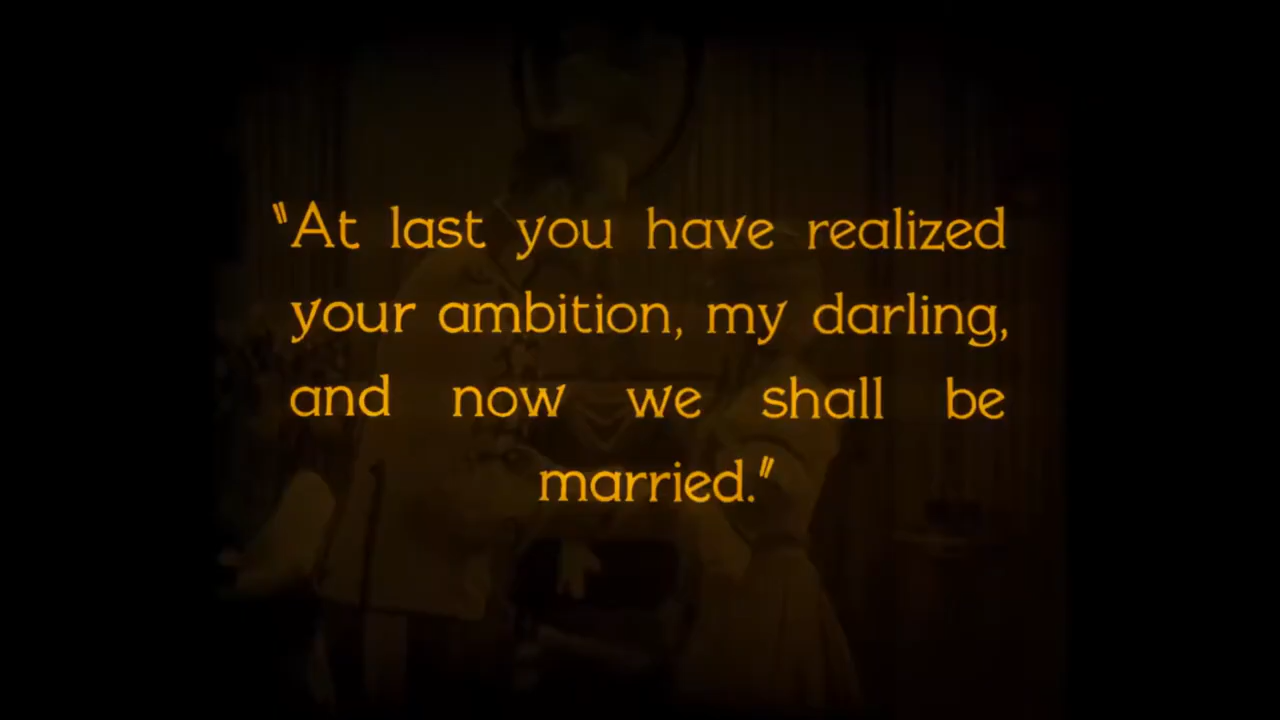 "At last you have realized
your ambition, my darling,
and now we shall be
married."